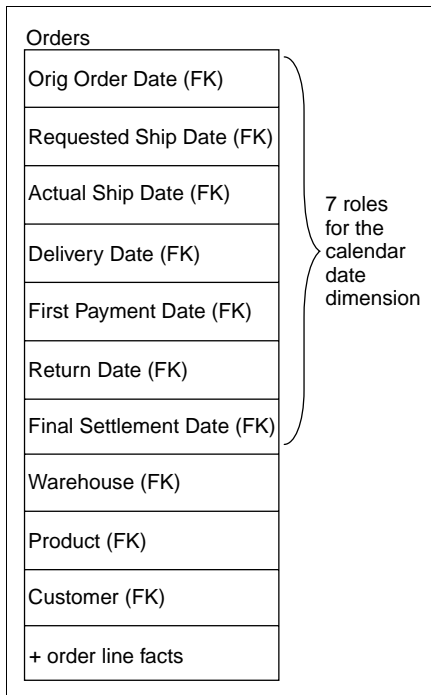 Orders
Orig Order Date (FK)
Requested Ship Date (FK)
Actual Ship Date (FK)
Delivery Date (FK)
First Payment Date (FK)
Return Date (FK)
Final Settlement Date (FK)
Warehouse (FK)
Product (FK)
Customer (FK)
+ order line facts
7 roles
for the
calendar
date
dimension